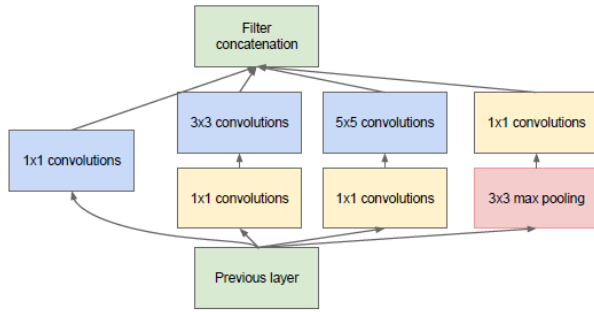 Filter
concatenation
3x3 convolutions
5x5 convolutions
1x1 convolutions
1x1 convolutions
1x1 convolutions
1x1 convolutions
3x3 max pooling
Previous layer